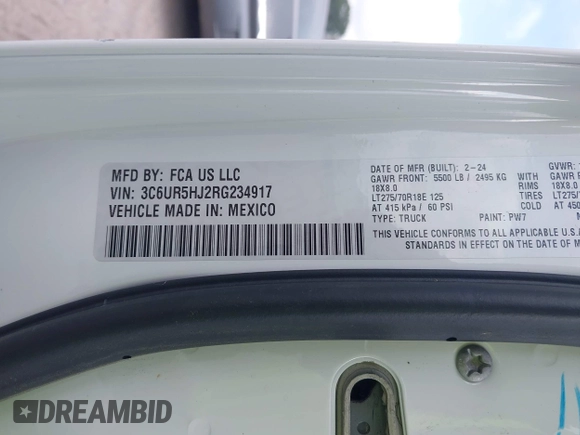 MFD BY: FCA US LLC
VIN: 3C6UR5HJ2RG234917
VEHICLE MADE IN: MEXICO
DATE OF MFR: 2-24 GVWR:
GAWR FRONT: 5500 LB / 2495 KG GAWR
18X8.0 WITH 18X8.0
LT275/70R18E 125 RIMS LT275/
AT 415 kPa / 60 PSI TIRES AT 450
TYPE: TRUCK PAINT: PW7 COLD
THIS VEHICLE CONFORMS TO ALL APPLICABLE U.S.A.
STANDARDS IN EFFECT ON THE DATE OF
DREAMBID